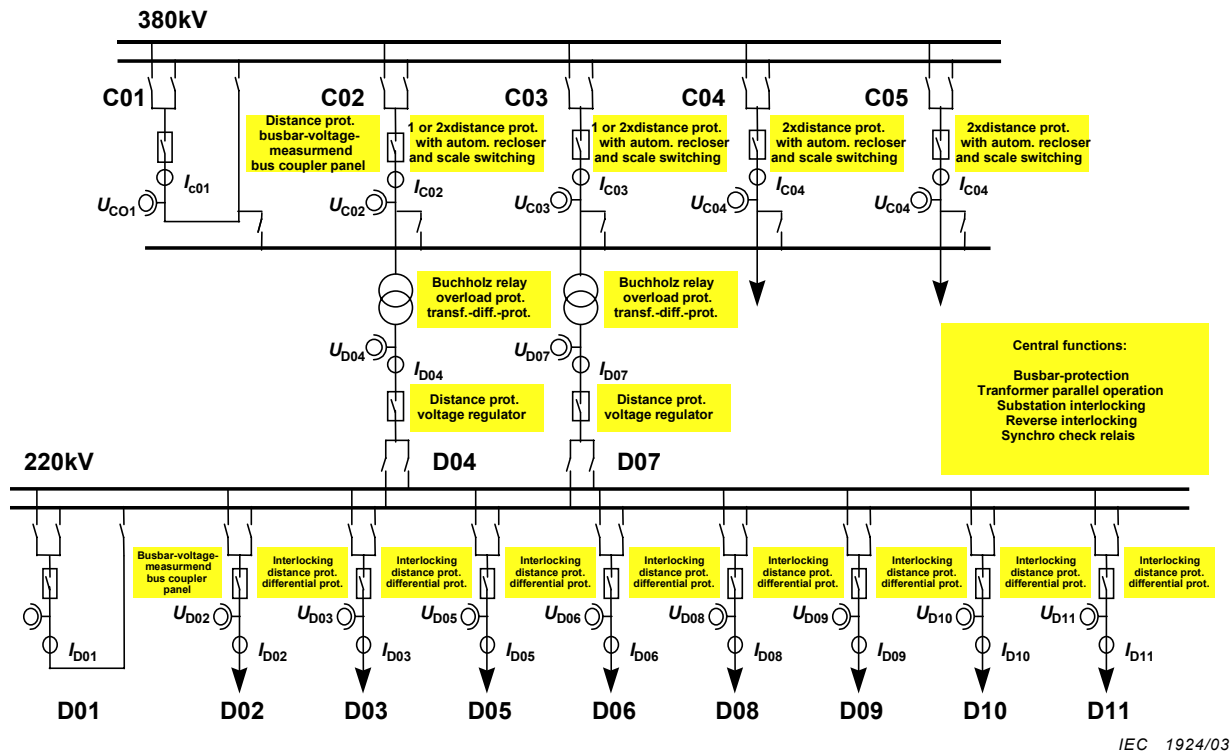 380kV
C01
C02
C03
C04
C05
Distance prot.
busbar-voltage-
measurmend
bus coupler panel
1 or 2xdistance prot.
with autom. recloser
and scale switching
1 or 2xdistance prot.
with autom. recloser
and scale switching
2xdistance prot.
with autom. recloser
and scale switching
2xdistance prot.
with autom. recloser
and scale switching
IC01
IC02
IC03
IC04
IC04
UCO1
UC02
UC03
UC04
UC04
Buchholz relay
overload prot.
transf.-diff.-prot.
Buchholz relay
overload prot.
transf.-diff.-prot.
UD04
ID04
UD07
ID07
Distance prot.
voltage regulator
Distance prot.
voltage regulator
Central functions:
Busbar-protection
Tranformer parallel operation
Substation interlocking
Reverse interlocking
Synchro check relais
220kV
D04
D07
Busbar-voltage-
measurmend
bus coupler
panel
Interlocking
distance prot.
differential prot.
Interlocking
distance prot.
differential prot.
Interlocking
distance prot.
differential prot.
Interlocking
distance prot.
differential prot.
Interlocking
distance prot.
differential prot.
Interlocking
distance prot.
differential prot.
Interlocking
distance prot.
differential prot.
Interlocking
distance prot.
differential prot.
UD02
UD03
UD05
UD06
UD08
UD09
UD10
UD11
ID01
ID02
ID03
ID05
ID06
ID08
ID09
ID10
ID11
D01
D02
D03
D05
D06
D08
D09
D10
D11
IEC 1924/03